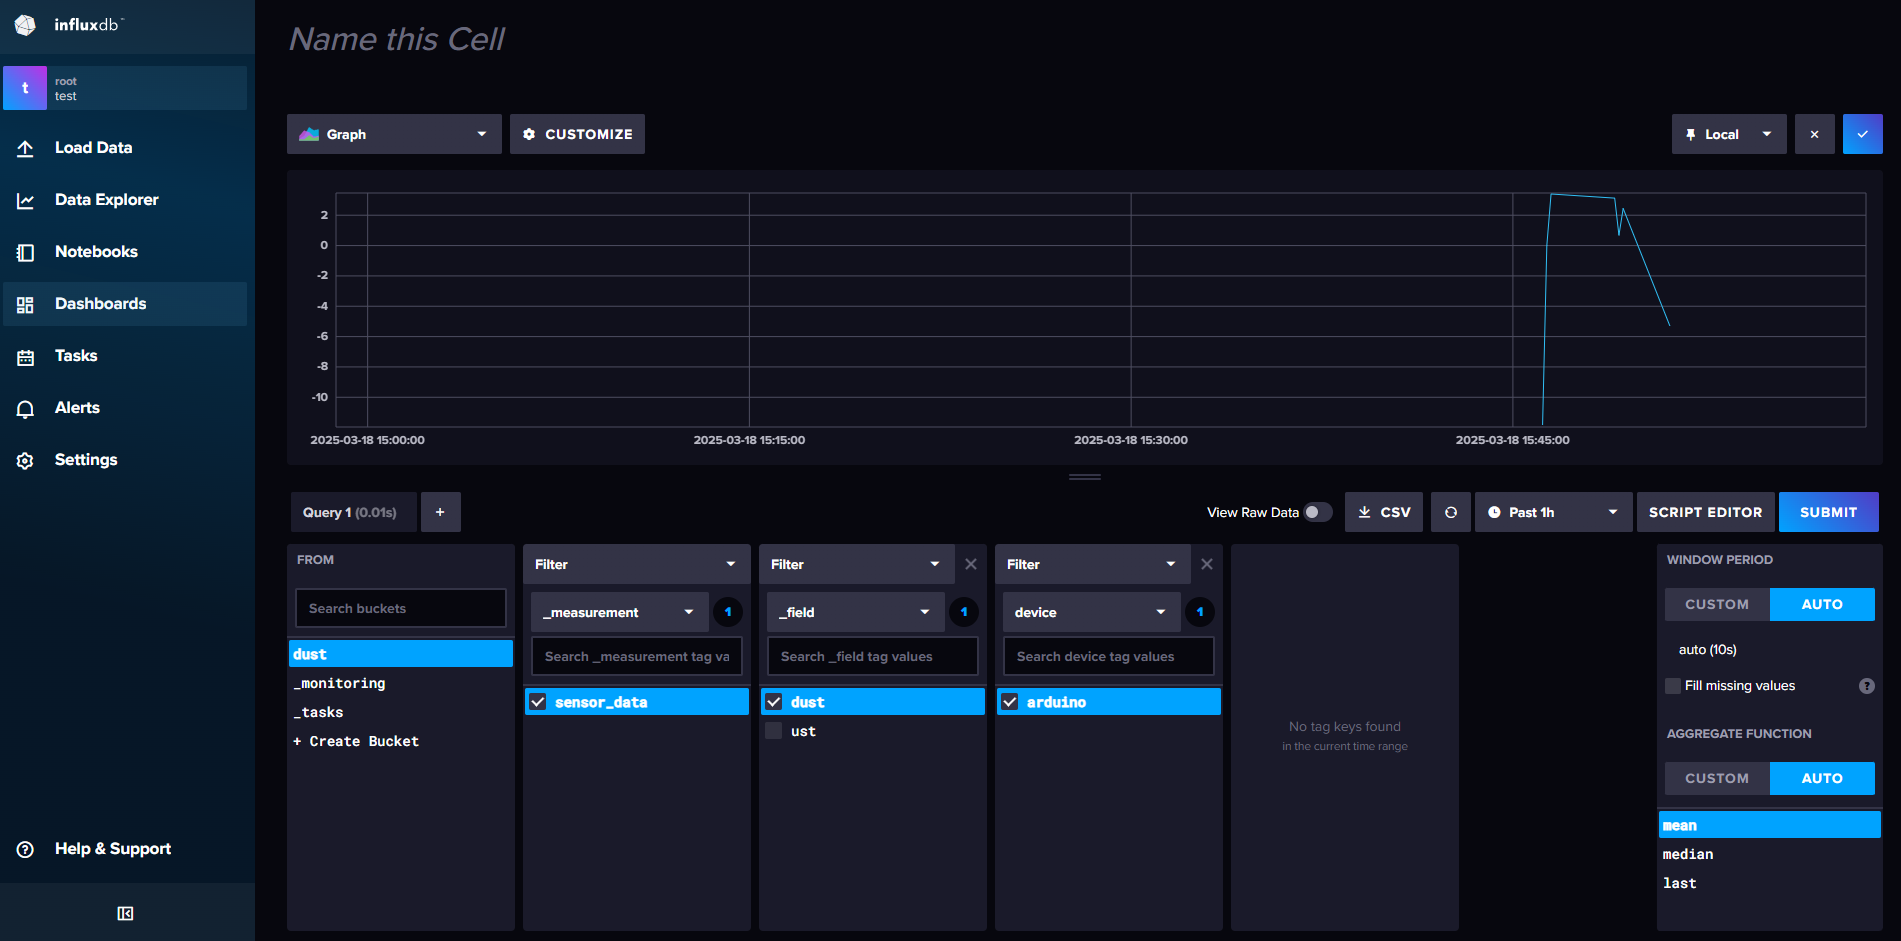 influxdb™
t
root
test
Load Data
Data Explorer
Notebooks
Dashboards
Tasks
Alerts
Settings
Help & Support
Name this Cell
Graph
CUSTOMIZE
Local
2
0
-2
-4
-6
-8
-10
2025-03-18 15:00:00
2025-03-18 15:15:00
2025-03-18 15:30:00
2025-03-18 15:45:00
Query 1 (0.01s)
+
View Raw Data
CSV
Past 1h
SCRIPT EDITOR
SUBMIT
FROM
Search buckets
dust
_monitoring
_tasks
+ Create Bucket
Filter
_measurement
1
Search _measurement tag va
sensor_data
Filter
_field
1
Search _field tag values
dust
ust
Filter
device
1
Search device tag values
arduino
No tag keys found
in the current time range
WINDOW PERIOD
CUSTOM
AUTO
auto (10s)
Fill missing values
?
AGGREGATE FUNCTION
CUSTOM
AUTO
mean
median
last